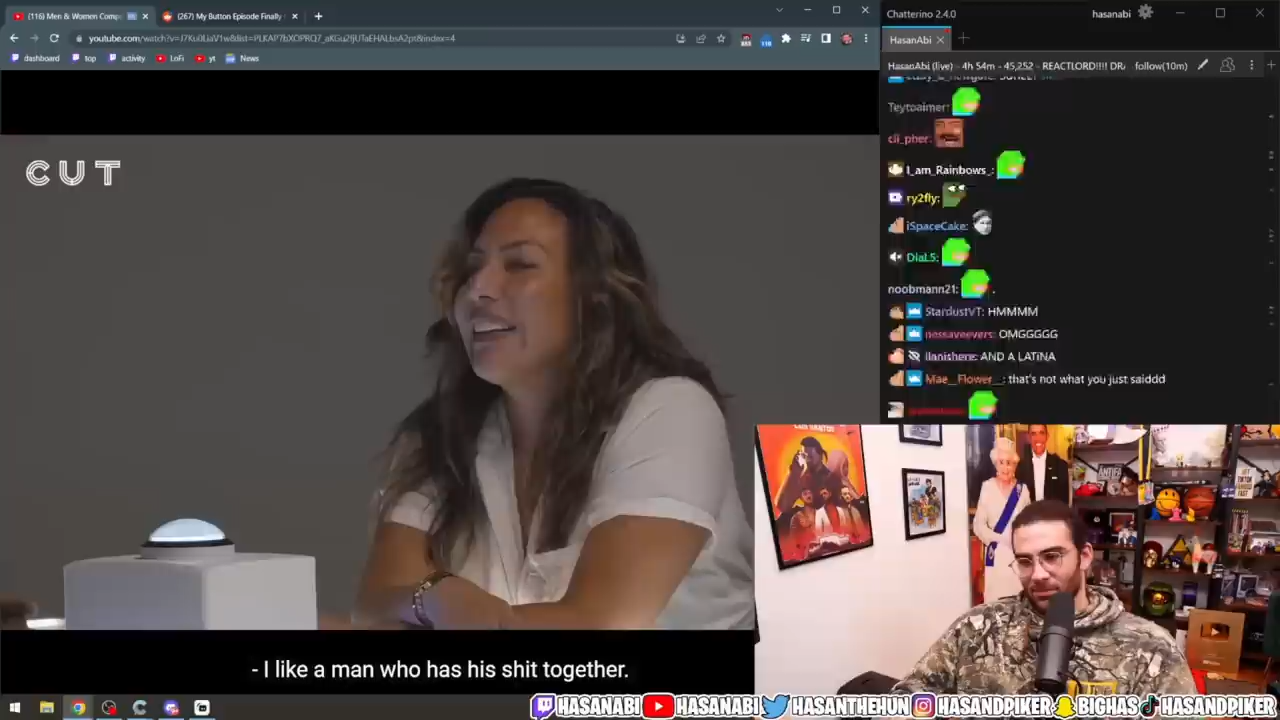 (116) Men & Women Comp
(267) My Button Episode Finally
Chatterino 2.4.0
hasanabi
youtube.com/watch?v=J7Ku0LiaV1w&list=PLKAP7bXOPRQ7_aKGu2fjUTaEHALbsA2pt&index=4
HasanAbi
dashboard
top
activity
LoFi
yt
News
HasanAbi (live) - 4h 54m - 45,252 - REACTLORD!!!! DR
follow(10m)
Teytoaimer:
cli_pher:
I_am_Rainbows_:
ry2fly:
iSpaceCake:
DiaL5:
noobmann21: .
StardustVT: HMMMM
nessaveevers: OMGGGGG
ilanishere: AND A LATINA
Mae__Flower__: that's not what you just saiddd
CUT
- I like a man who has his shit together.
HASANABI
HASANABI
HASANTHEHUN
HASANDPIKER
BIGHAS
HASANDPIKER